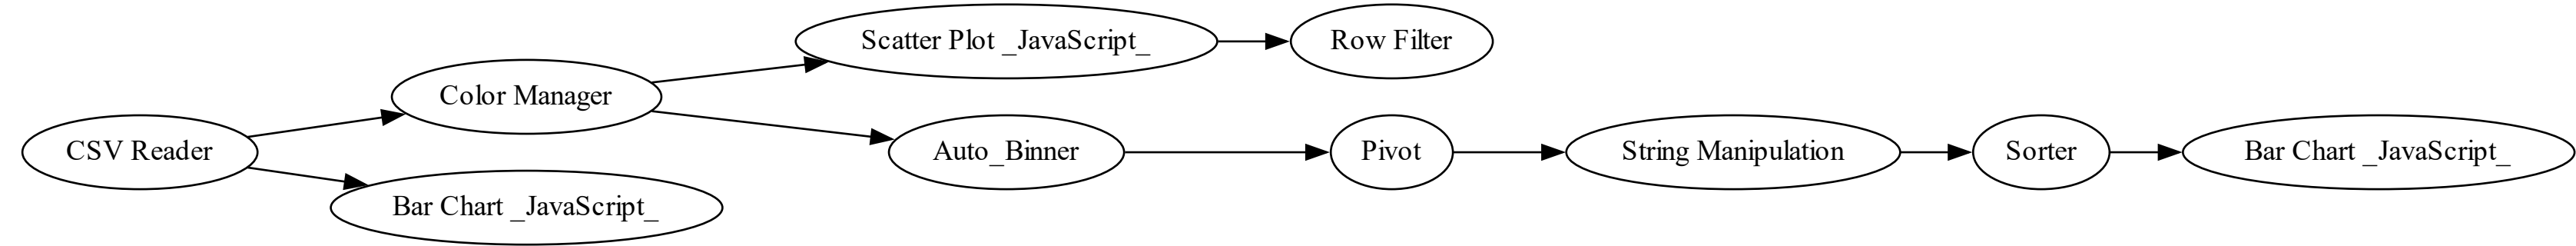 Scatter Plot _JavaScript_
Row Filter
Color Manager
CSV Reader
Auto_Binner
Pivot
String Manipulation
Sorter
Bar Chart _JavaScript_
Bar Chart _JavaScript_